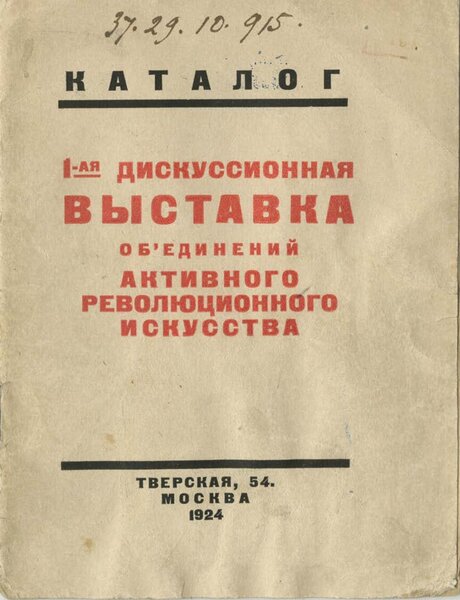 37.29.10.915.
КАТАЛОГ
1-АЯ ДИСКУССИОННАЯ
ВЫСТАВКА
ОБ'ЕДИНЕНИЙ
АКТИВНОГО
РЕВОЛЮЦИОННОГО
ИСКУССТВА
ТВЕРСКАЯ, 54.
МОСКВА
1924